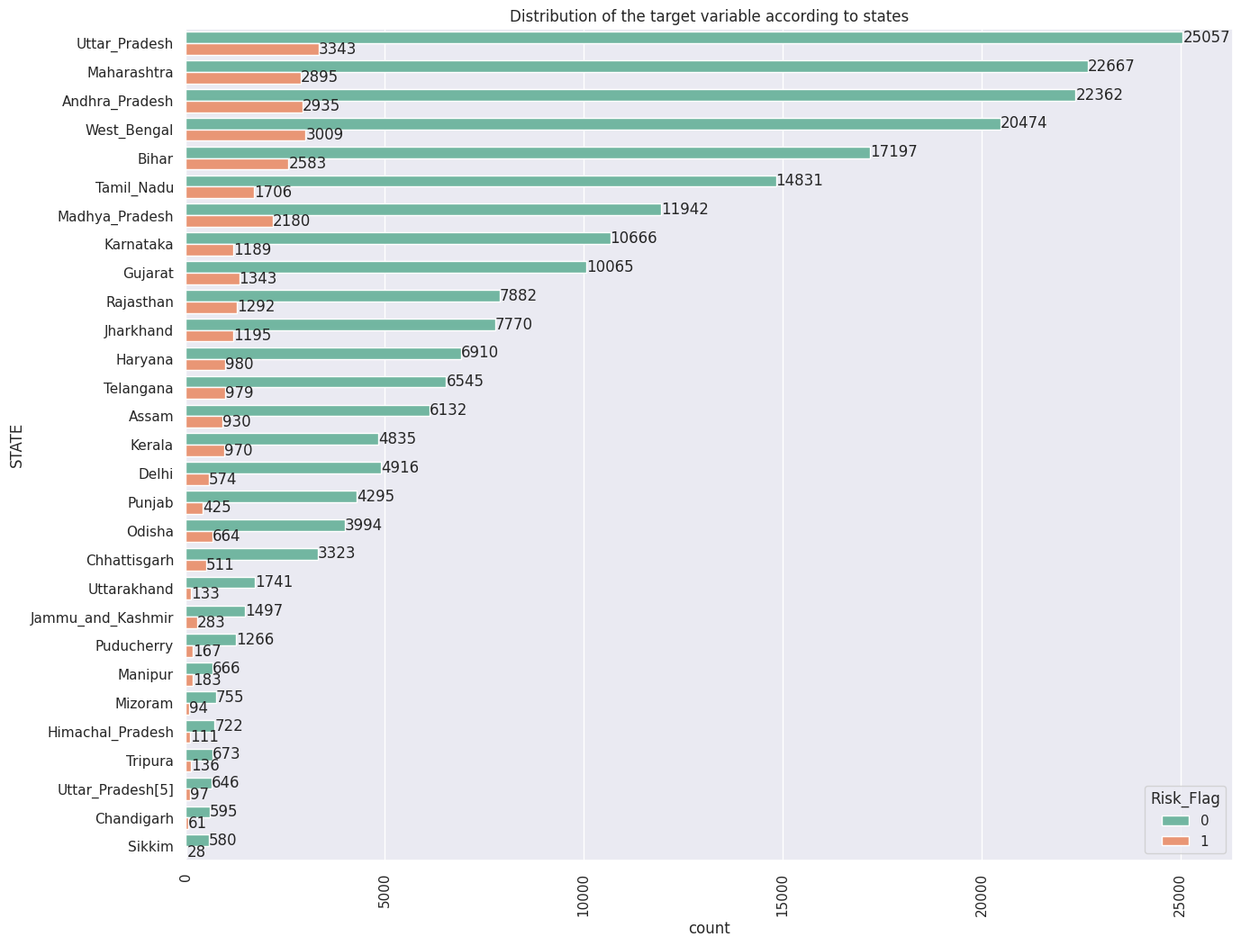 Distribution of the target variable according to states
Uttar_Pradesh 25057
3343
Maharashtra 22667
2895
Andhra_Pradesh 22362
2935
West_Bengal 20474
3009
Bihar 17197
2583
Tamil_Nadu 14831
1706
Madhya_Pradesh 11942
2180
Karnataka 10666
1189
Gujarat 10065
1343
Rajasthan 7882
1292
Jharkhand 7770
1195
Haryana 6910
980
Telangana 6545
979
Assam 6132
930
Kerala 4835
970
Delhi 4916
574
Punjab 4295
425
Odisha 3994
664
Chhattisgarh 3323
511
Uttarakhand 1741
133
Jammu_and_Kashmir 1497
283
Puducherry 1266
167
Manipur 666
183
Mizoram 755
94
Himachal_Pradesh 722
111
Tripura 673
136
Uttar_Pradesh[5] 646
97
Chandigarh 595
61
Sikkim 580
28
STATE
Risk_Flag
0
1
0 5000 10000 15000 20000 25000
count